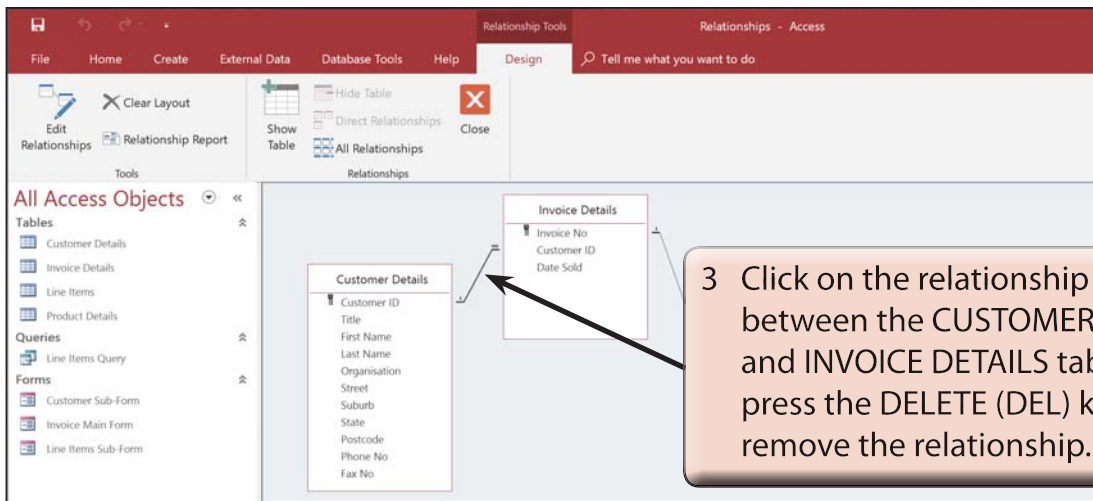 Relationship Tools
Relationships - Access
File Home Create External Data Database Tools Help Design Tell me what you want to do
Edit Relationships
Clear Layout
Relationship Report
Tools
Show Table
Hide Table
Direct Relationships
All Relationships
Close
Relationships
All Access Objects
Tables
Customer Details
Invoice Details
Line Items
Product Details
Queries
Line Items Query
Forms
Customer Sub-Form
Invoice Main Form
Line Items Sub-Form
Customer Details
Customer ID
Title
First Name
Last Name
Organisation
Street
Suburb
State
Postcode
Phone No
Fax No
Invoice Details
Invoice No
Customer ID
Date Sold
3 Click on the relationship
between the CUSTOMER
and INVOICE DETAILS
press the DELETE (DEL)
remove the relationship.